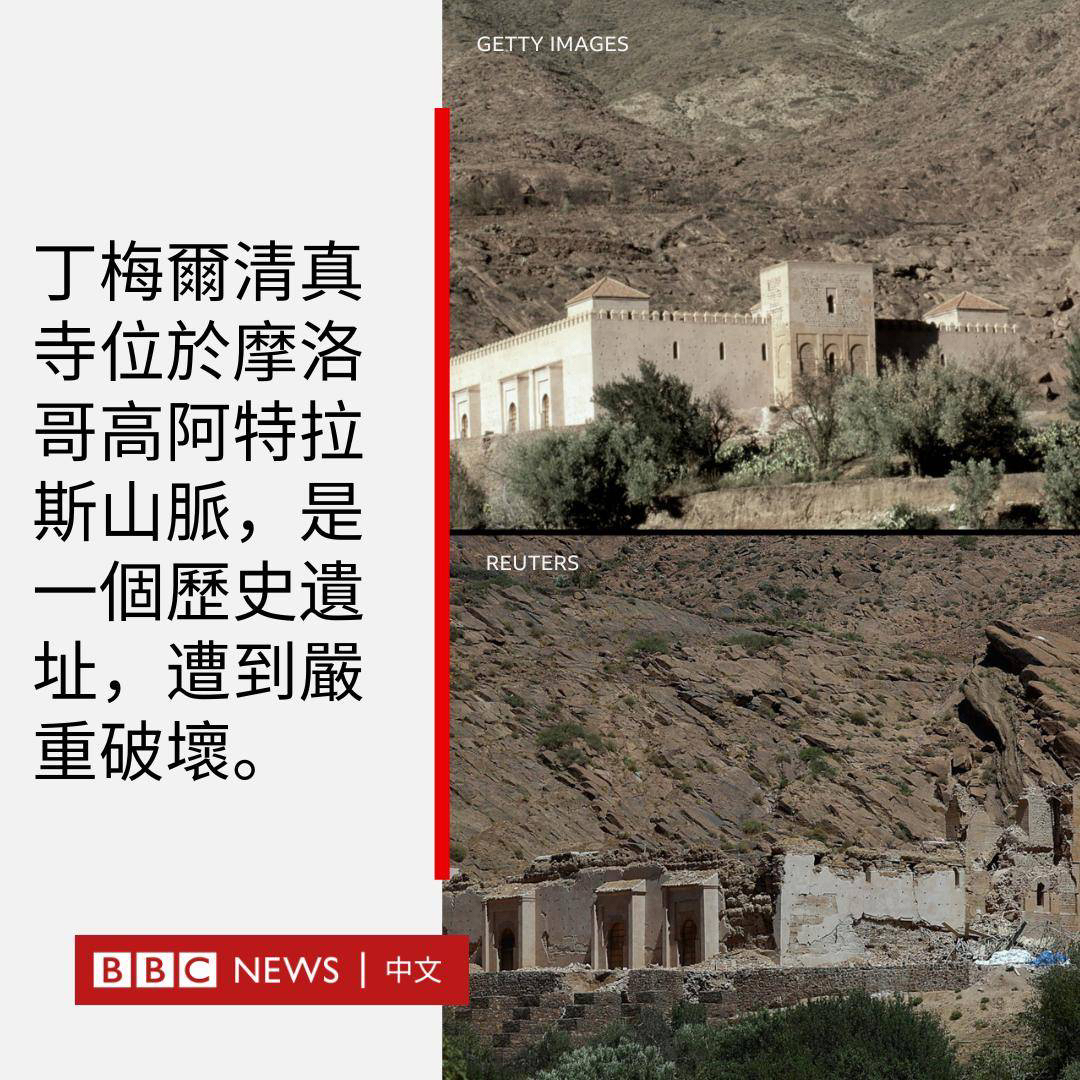 GETTY IMAGES
丁梅爾清真
寺位於摩洛
哥高阿特拉
斯山脈，是
一個歷史遺
址，遭到嚴
重破壞。
REUTERS
BBC NEWS | 中文